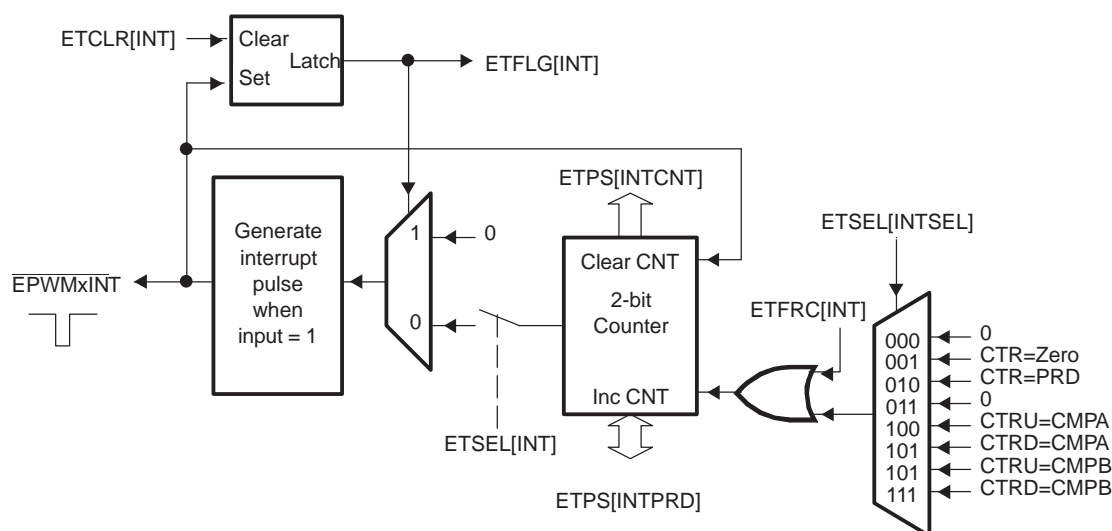 ETCLR[INT]
Clear
Latch
Set
ETFLG[INT]
ETPS[INTCNT]
ETSEL[INTSEL]
Generate
interrupt
pulse
when
input = 1
1
0
0
Clear CNT
2-bit
Counter
Inc CNT
EPWMxINT
ETFRC[INT]
ETSEL[INT]
ETPS[INTPRD]
000
001
010
011
100
101
101
111
0
CTR=Zero
CTR=PRD
0
CTRU=CMPA
CTRD=CMPA
CTRU=CMPB
CTRD=CMPB